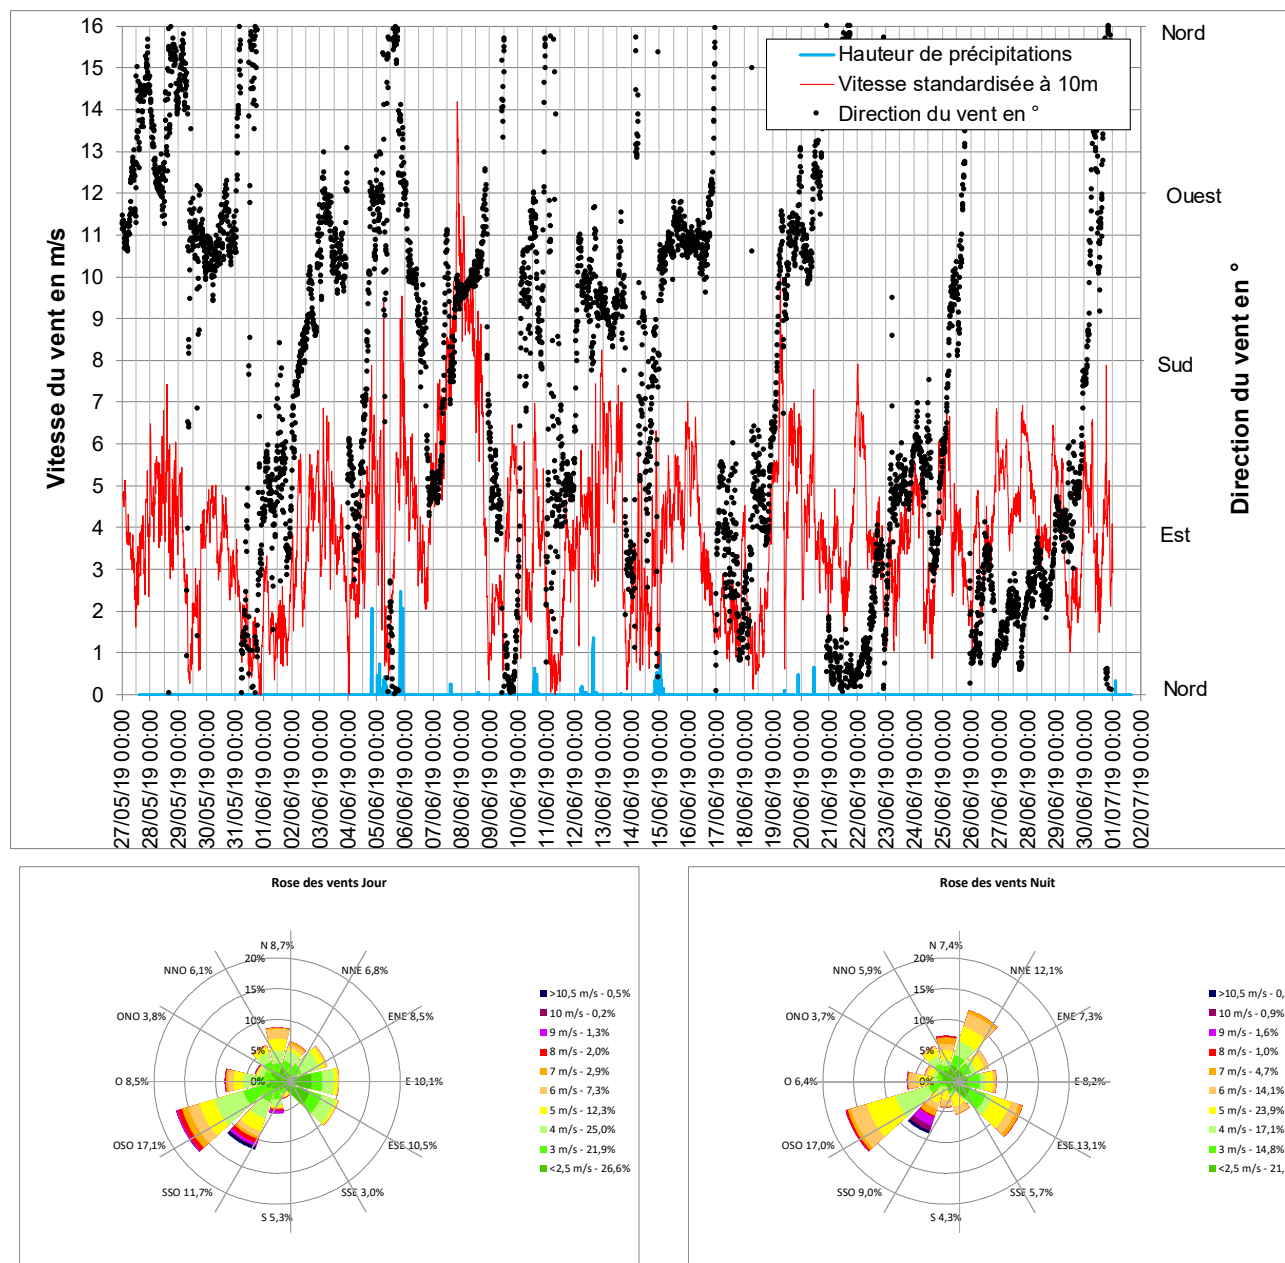 16
15
14
13
12
11
10
9
8
7
6
5
4
3
2
1
0
Vitesse du vent en m/s
Hauteur de précipitations
Vitesse standardisée à 10m
Direction du vent en °
Nord
Ouest
Sud
Est
Nord
Direction du vent en °
27/05/19 00:00
28/05/19 00:00
29/05/19 00:00
30/05/19 00:00
31/05/19 00:00
01/06/19 00:00
02/06/19 00:00
03/06/19 00:00
04/06/19 00:00
05/06/19 00:00
06/06/19 00:00
07/06/19 00:00
08/06/19 00:00
09/06/19 00:00
10/06/19 00:00
11/06/19 00:00
12/06/19 00:00
13/06/19 00:00
14/06/19 00:00
15/06/19 00:00
16/06/19 00:00
17/06/19 00:00
18/06/19 00:00
19/06/19 00:00
20/06/19 00:00
21/06/19 00:00
22/06/19 00:00
23/06/19 00:00
24/06/19 00:00
25/06/19 00:00
26/06/19 00:00
27/06/19 00:00
28/06/19 00:00
29/06/19 00:00
30/06/19 00:00
01/07/19 00:00
02/07/19 00:00
Rose des vents Jour
N 8,7%
NNE 6,8%
ENE 8,5%
E 10,1%
ESE 10,5%
SSE 3,0%
S 5,3%
SSO 11,7%
OSO 17,1%
O 8,5%
ONO 3,8%
NNO 6,1%
20%
15%
10%
5%
0%
>10,5 m/s - 0,5%
10 m/s - 0,2%
9 m/s - 1,3%
8 m/s - 2,0%
7 m/s - 2,9%
6 m/s - 7,3%
5 m/s - 12,3%
4 m/s - 25,0%
3 m/s - 21,9%
<2,5 m/s - 26,6%
Rose des vents Nuit
N 7,4%
NNE 12,1%
ENE 7,3%
E 8,2%
ESE 13,1%
SSE 5,7%
S 4,3%
SSO 9,0%
OSO 17,0%
O 6,4%
ONO 3,7%
NNO 5,9%
20%
15%
10%
5%
0%
>10,5 m/s - 0,
10 m/s - 0,9%
9 m/s - 1,6%
8 m/s - 1,0%
7 m/s - 4,7%
6 m/s - 14,1%
5 m/s - 23,9%
4 m/s - 17,1%
3 m/s - 14,8%
<2,5 m/s - 21,